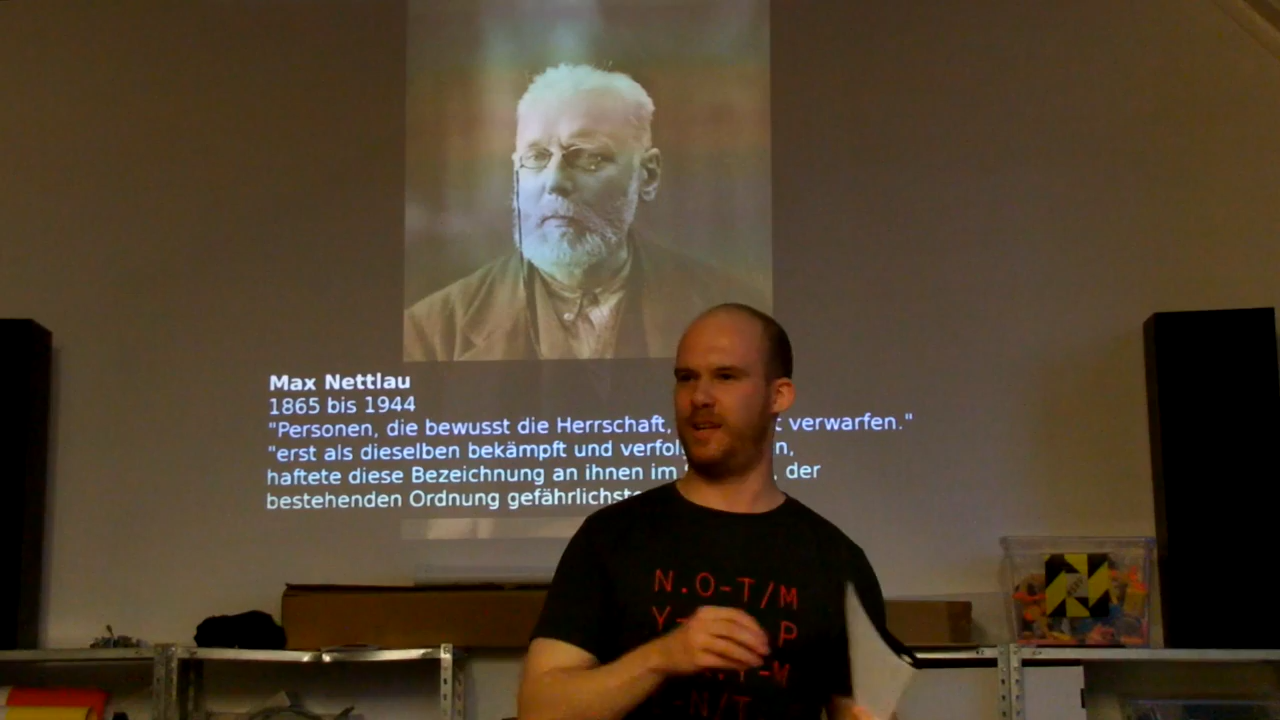 Max Nettlau
1865 bis 1944
"Personen, die bewusst die Herrschaft, verwarfen."
"erst als dieselben bekämpft und
haftete diese Bezeichnung an ihnen im der
bestehenden Ordnung
N.O-T/M
Y P
-M
-N/T